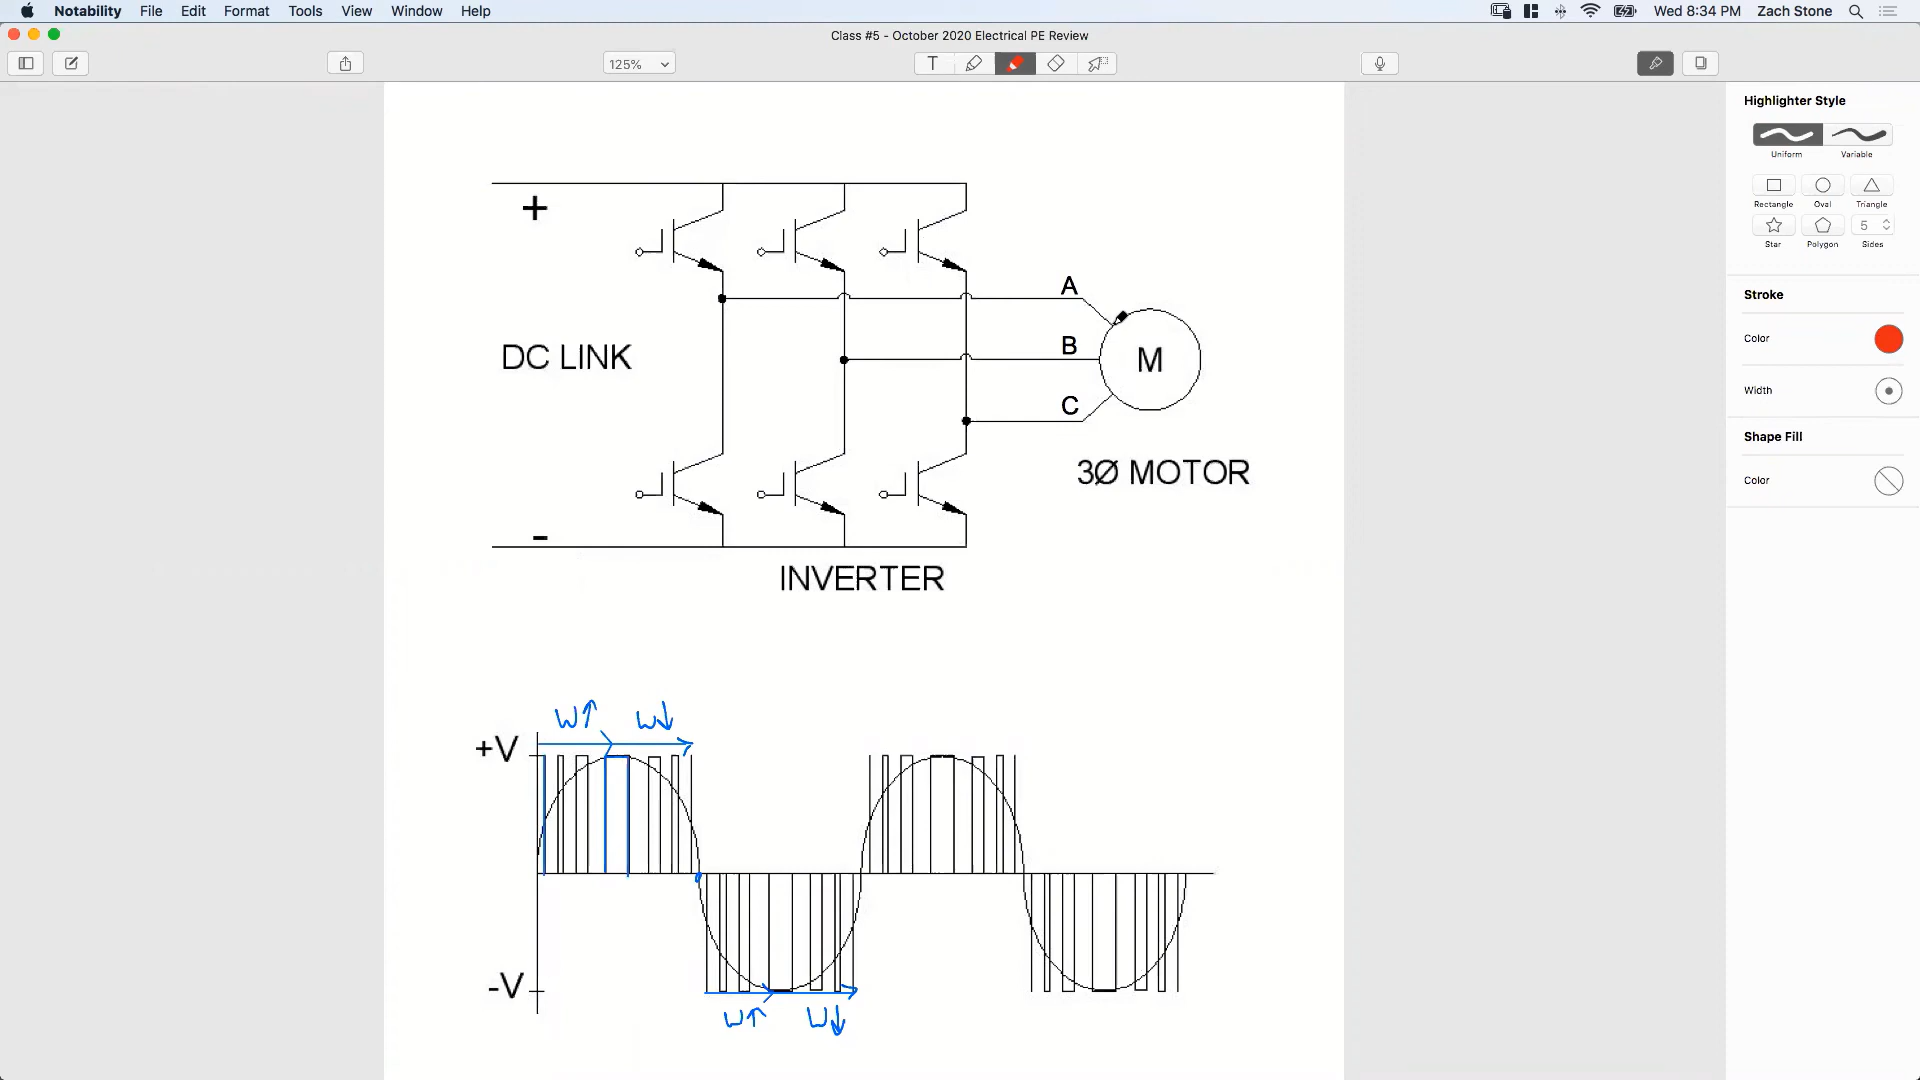 Notability File Edit Format Tools View Window Help Wed 8:34 PM Zach Stone
Class #5 - October 2020 Electrical PE Review
125% T
Highlighter Style
Uniform Variable
Rectangle Oval Triangle
5
Star Polygon Sides
Stroke
Color
Width
Shape Fill
Color
+
A
DC LINK
B
M
C
3Ø MOTOR
-
INVERTER
W↑ W↓
+V
-V
W↑ W↓